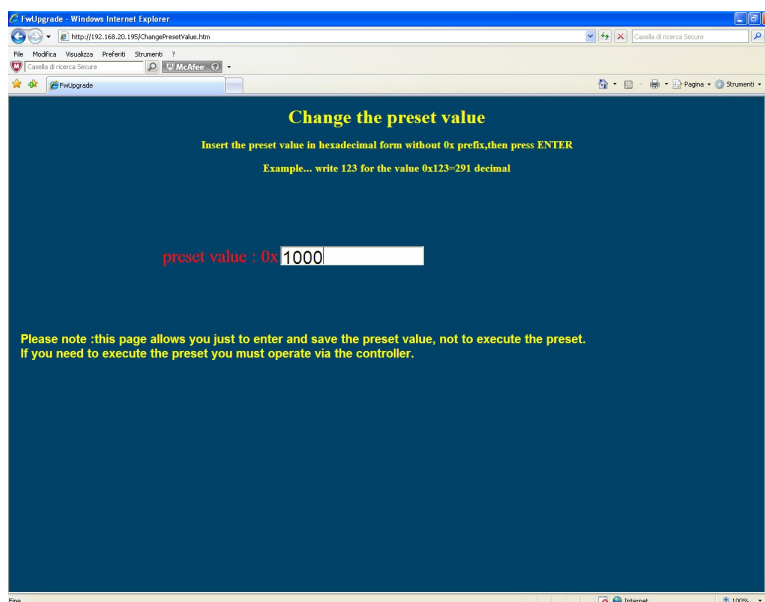 FwUpgrade - Windows Internet Explorer
http://192.168.20.195/ChangePresetValue.htm
Casella di ricerca Secure
File Modifica Visualizza Preferiti Strumenti ?
Casella di ricerca Secure
McAfee
FwUpgrade
Pagina
Strumenti
Change the preset value
Insert the preset value in hexadecimal form without 0x prefix,then press ENTER
Example... write 123 for the value 0x123=291 decimal
preset value : 0x 1000
Please note :this page allows you just to enter and save the preset value, not to execute the preset.
If you need to execute the preset you must operate via the controller.
Fine
Internet
100%